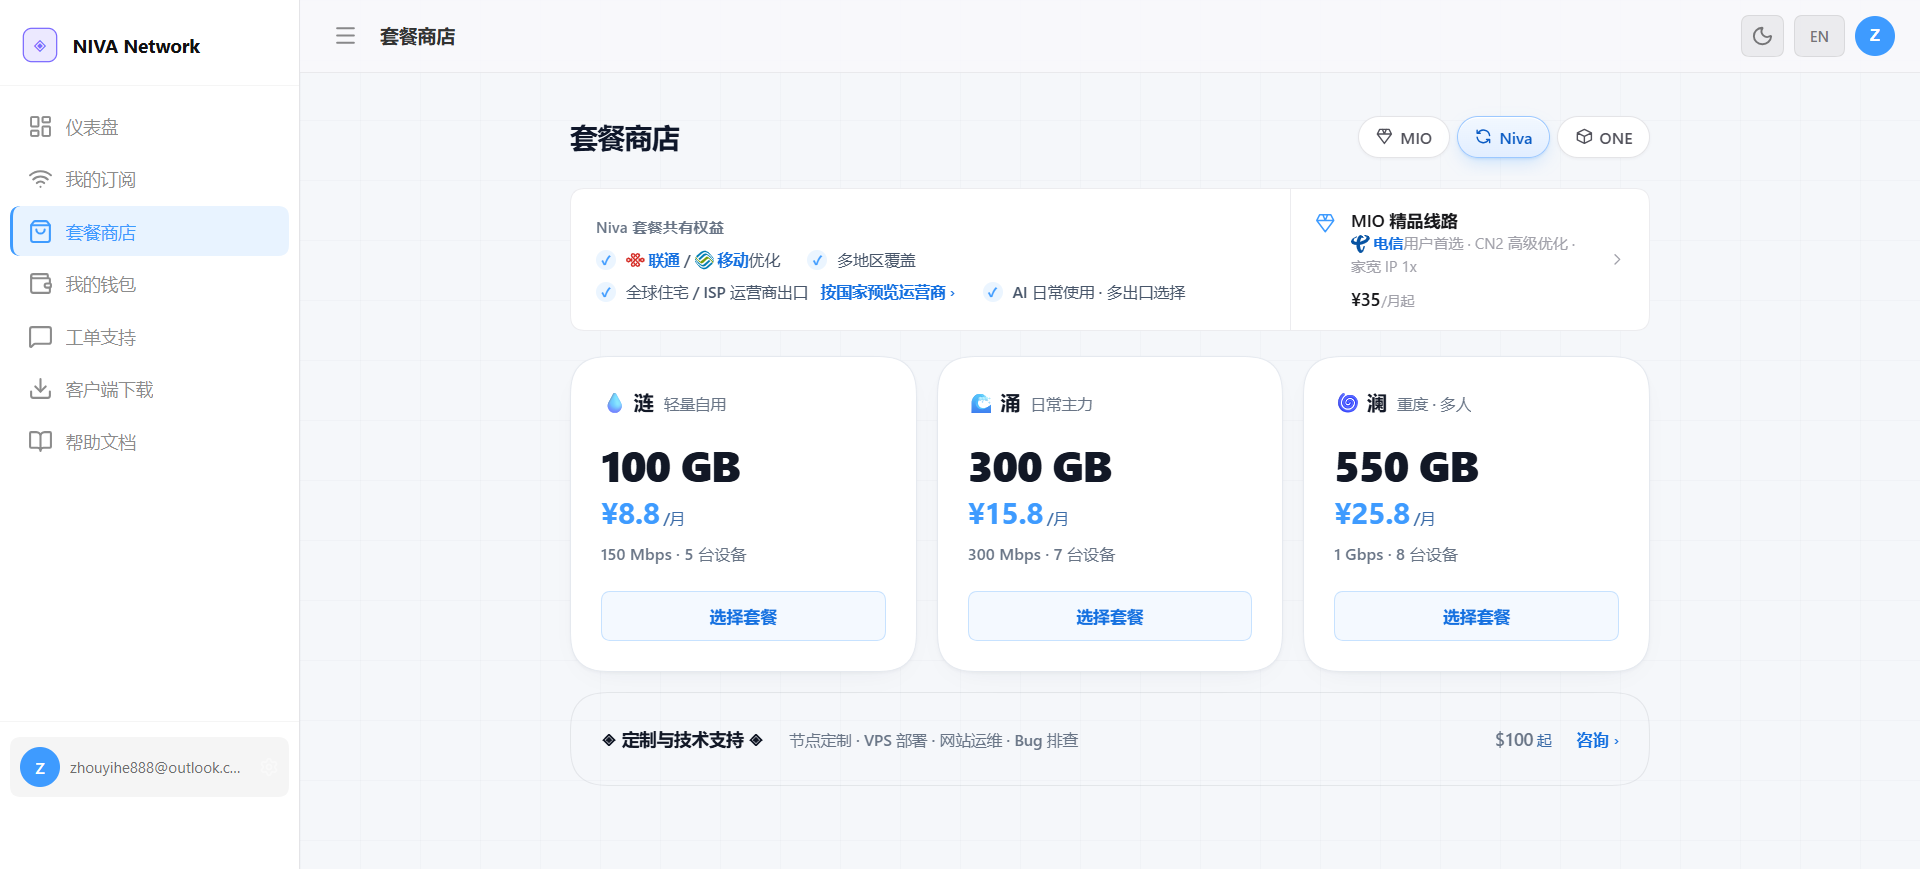 NIVA Network
仪表盘
我的订阅
套餐商店
我的钱包
工单支持
客户端下载
帮助文档
Z
zhouyihe888@outlook.c...
套餐商店
EN
Z
套餐商店
MIO
Niva
ONE
Niva 套餐共有权益
联通 / 移动优化
多地区覆盖
全球住宅 / ISP 运营商出口 按国家预览运营商 ›
AI 日常使用 · 多出口选择
MIO 精品线路
电信用户首选 · CN2 高级优化 ·
家宽 IP 1x
¥35/月起
涟 轻量自用
100 GB
¥8.8 /月
150 Mbps · 5 台设备
选择套餐
涌 日常主力
300 GB
¥15.8 /月
300 Mbps · 7 台设备
选择套餐
澜 重度 · 多人
550 GB
¥25.8 /月
1 Gbps · 8 台设备
选择套餐
◈ 定制与技术支持 ◈ 节点定制 · VPS 部署 · 网站运维 · Bug 排查 $100 起 咨询 ›